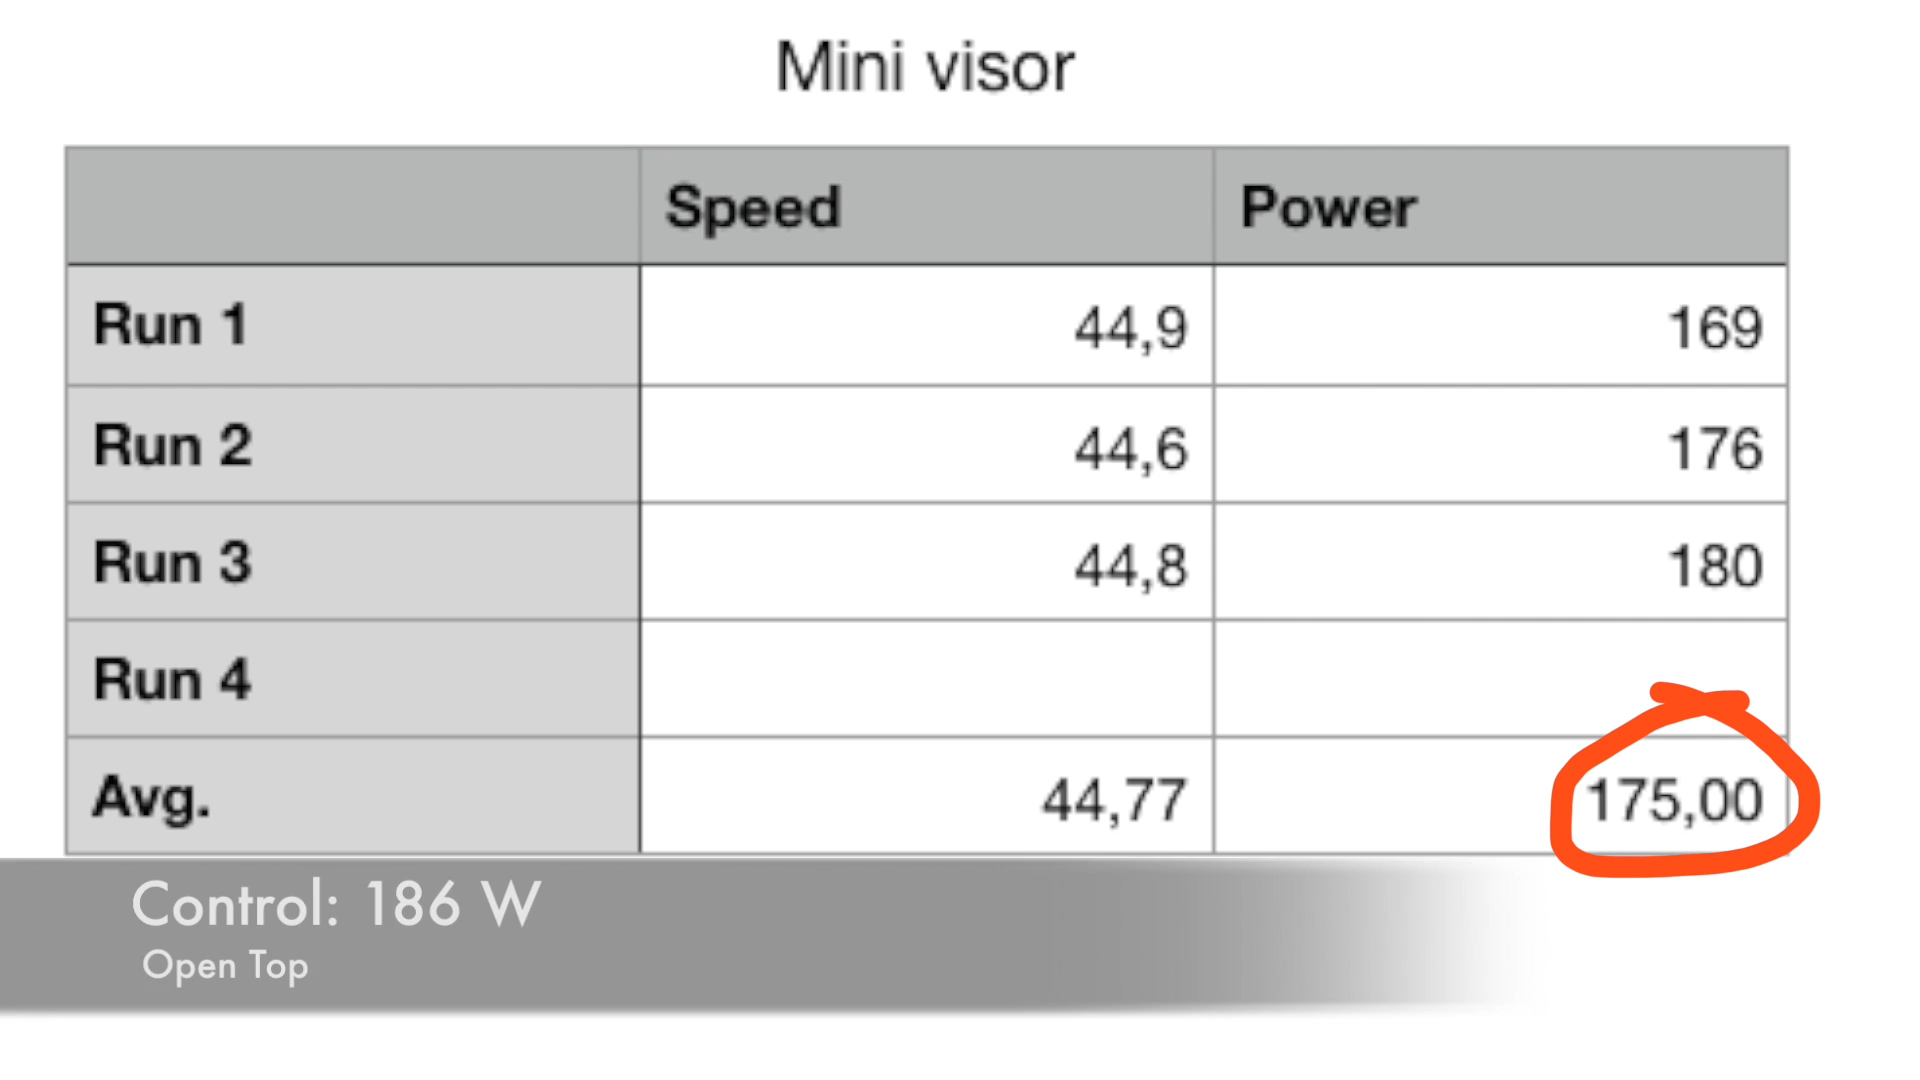 Mini visor
Speed Power
Run 1 44,9 169
Run 2 44,6 176
Run 3 44,8 180
Run 4
Avg. 44,77 175,00
Control: 186 W
Open Top